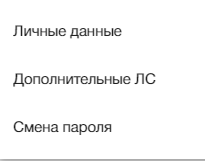 Личные данные
Дополнительные ЛС
Смена пароля